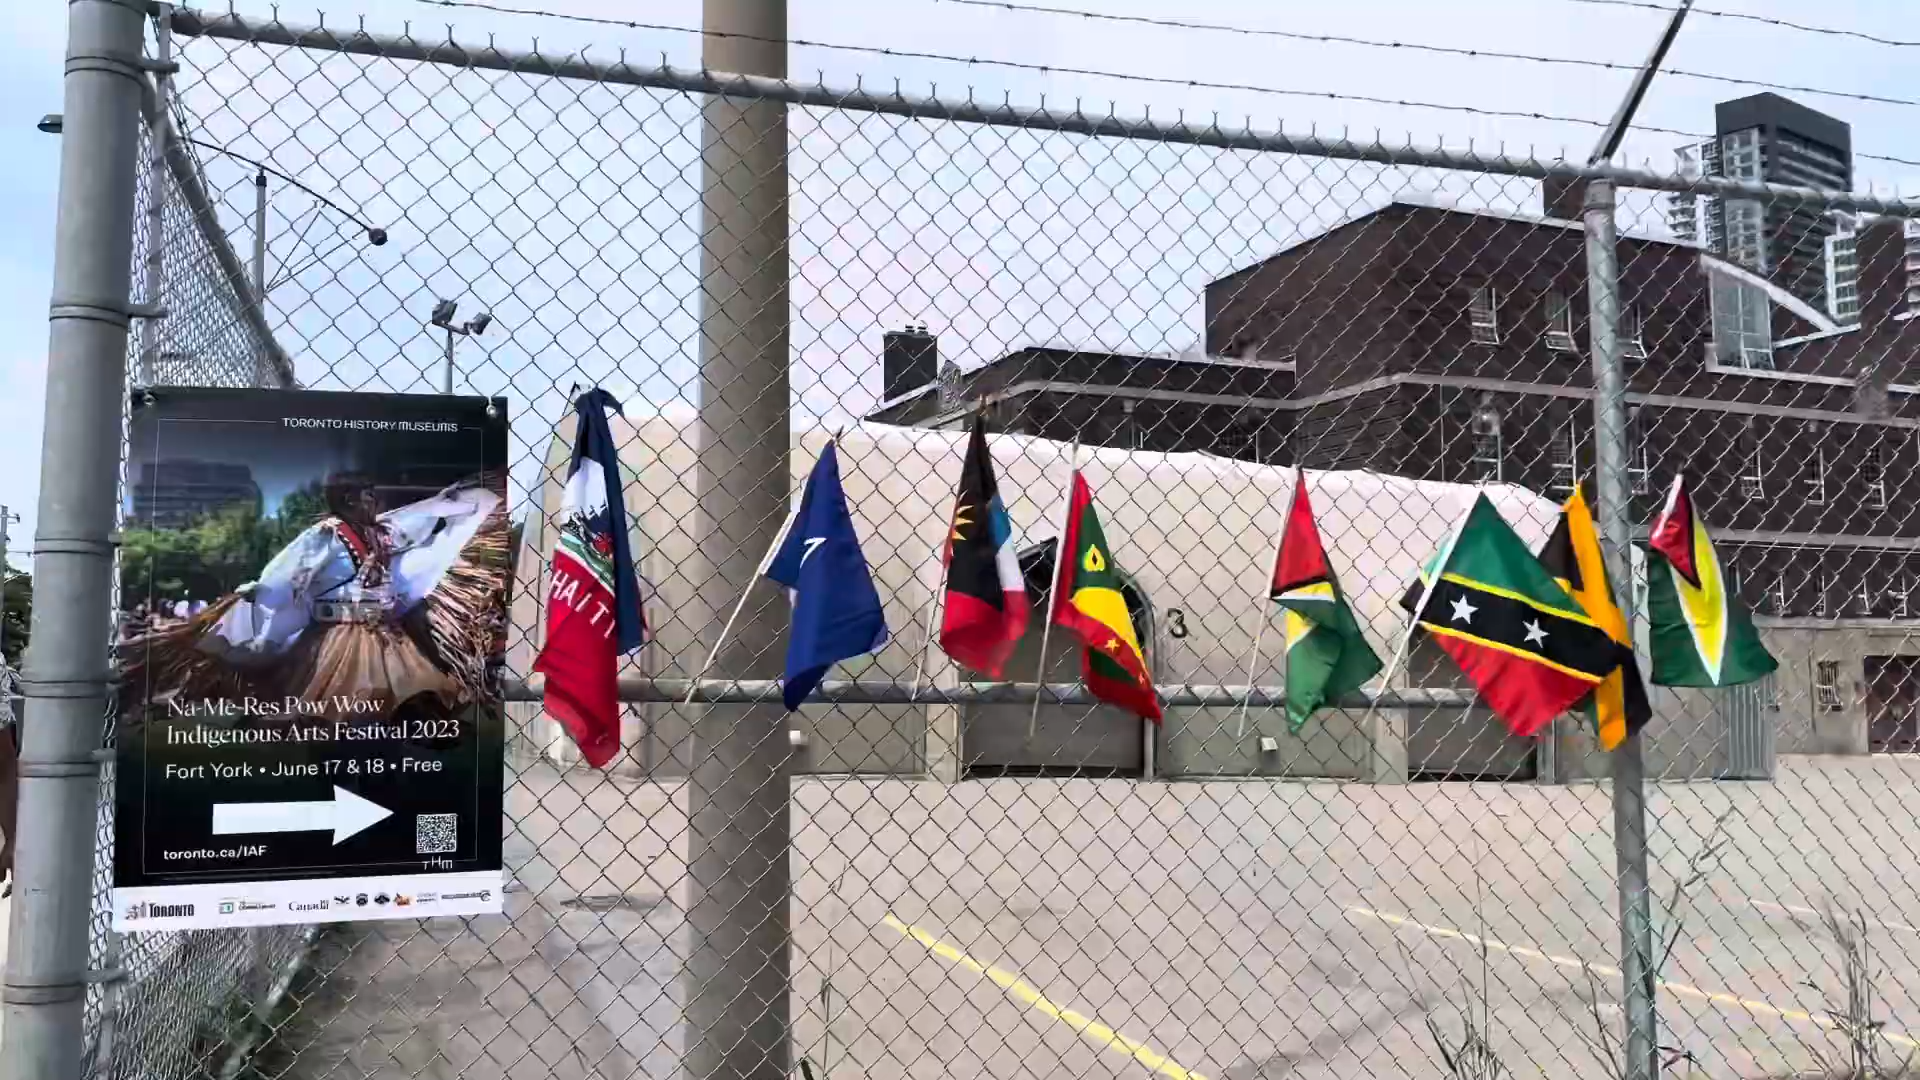 TORONTO HISTORY MUSEUMS
Na-Me-Res Pow Wow
Indigenous Arts Festival 2023
Fort York • June 17 & 18 • Free
toronto.ca/IAF
THM
TORONTO
Canada
HAITI
3